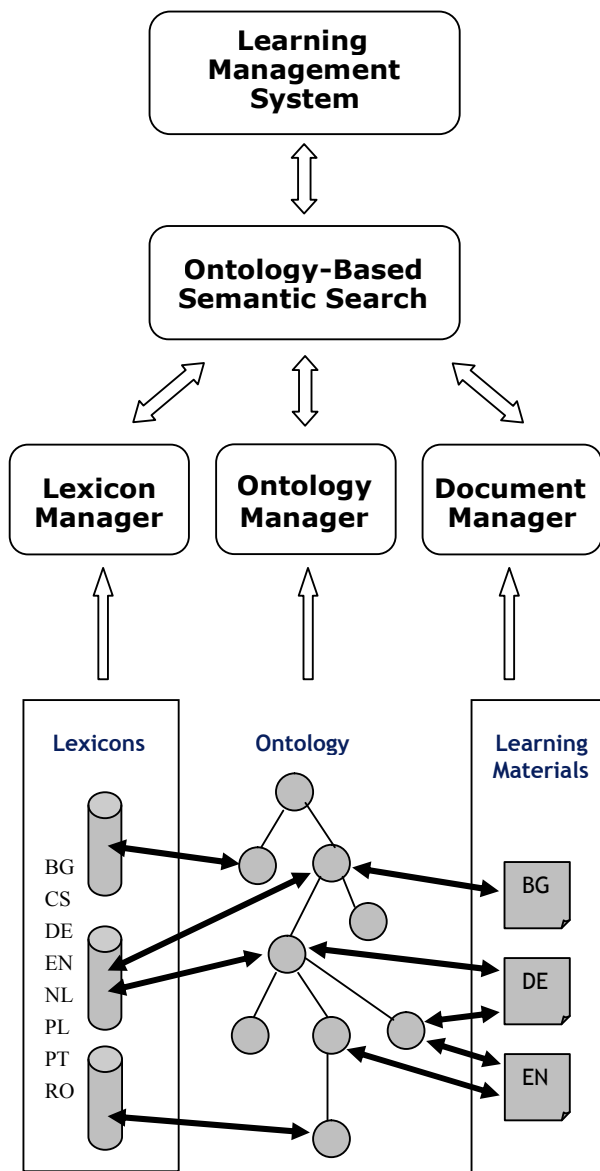 Learning
Management
System
Ontology-Based
Semantic Search
Lexicon
Manager
Ontology
Manager
Document
Manager
Lexicons
Ontology
Learning
Materials
BG
CS
DE
EN
NL
PL
PT
RO
BG
DE
EN